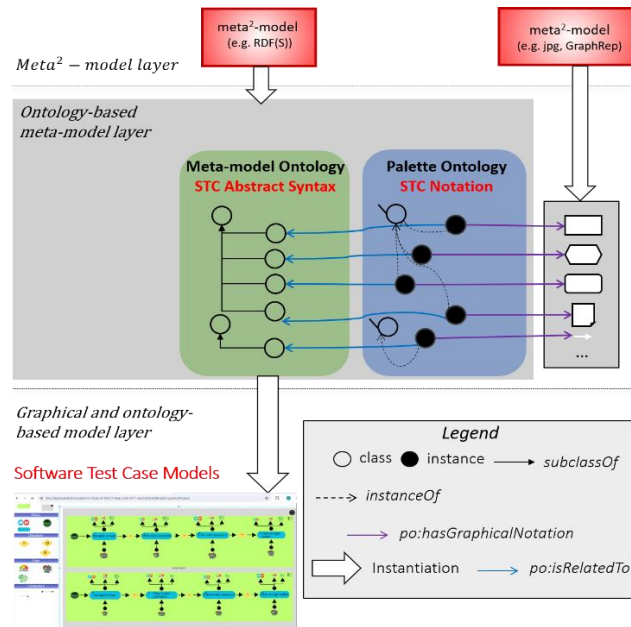 meta²-model
(e.g. RDF(S))
meta²-model
(e.g. jpg, GraphRep)
Meta² – model layer
Ontology-based
meta-model layer
Meta-model Ontology
STC Abstract Syntax
Palette Ontology
STC Notation
...
Graphical and ontology-
based model layer
Software Test Case Models
Legend
class
instance
subclassOf
instanceOf
po:hasGraphicalNotation
Instantiation
po:isRelatedTo